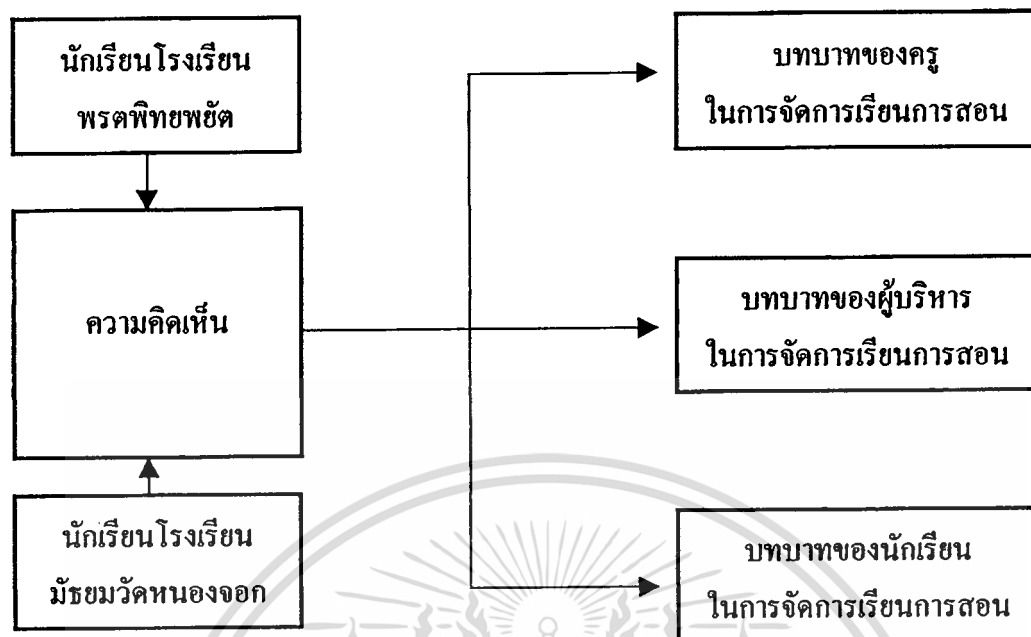 นักเรียนโรงเรียน
พรตพิทยพยัต
ความคิดเห็น
นักเรียนโรงเรียน
มัธยมวัดหนองจอก
บทบาทของครู
ในการจัดการเรียนการสอน
บทบาทของผู้บริหาร
ในการจัดการเรียนการสอน
บทบาทของนักเรียน
ในการจัดการเรียนการสอน